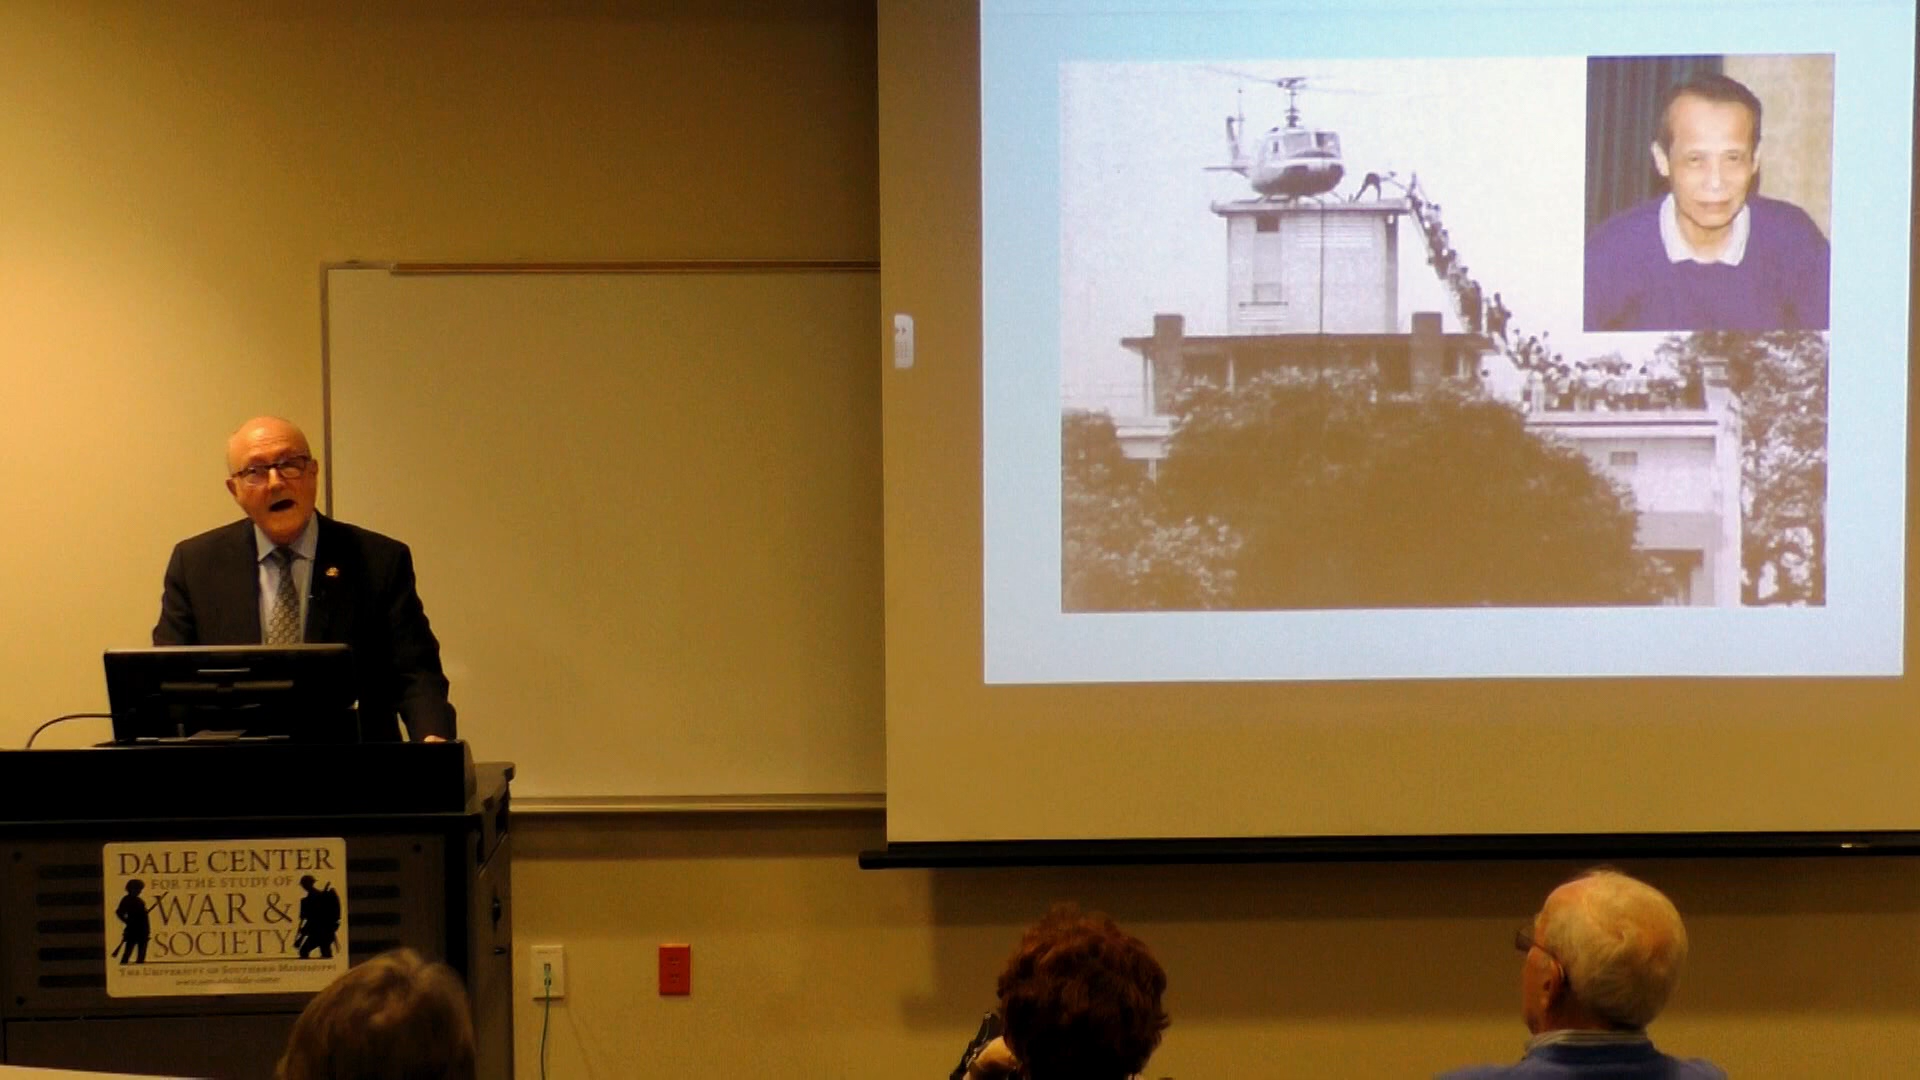 DALE CENTER
FOR THE STUDY OF
WAR &
SOCIETY
THE UNIVERSITY OF SOUTHERN MISSISSIPPI